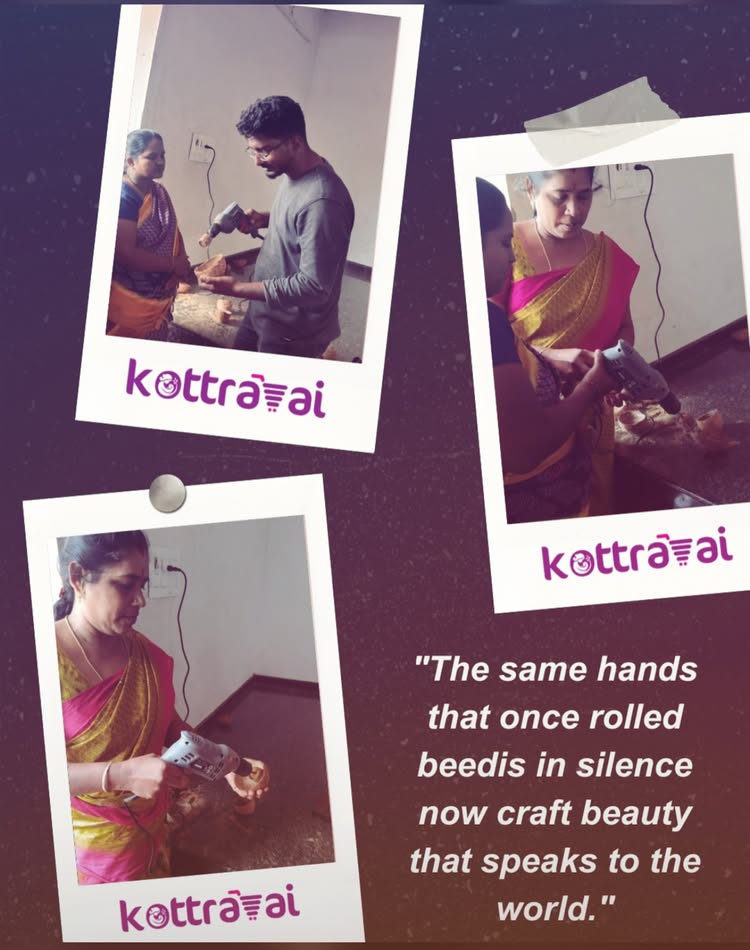 kottravai
kottravai
kottravai
"The same hands
that once rolled
beedis in silence
now craft beauty
that speaks to the
world."